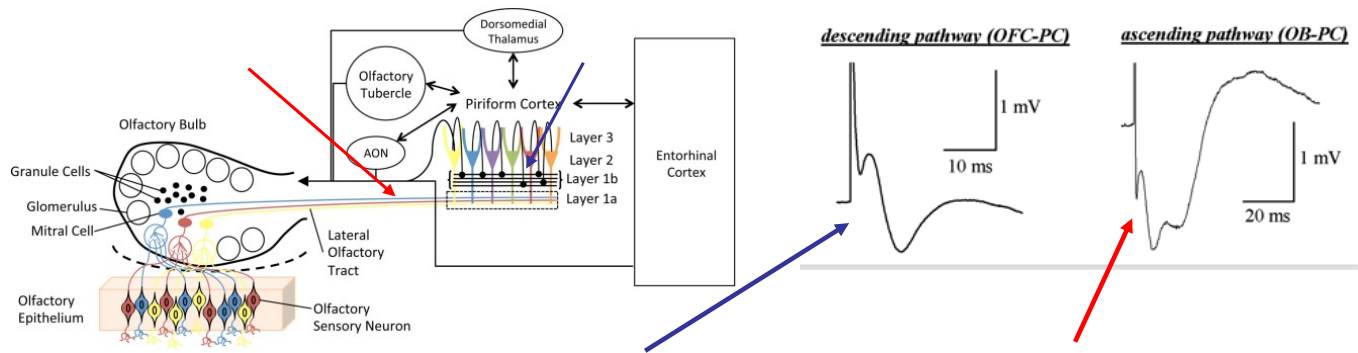 Dorsomedial
Thalamus
Olfactory
Tubercle
Piriform Cortex
Olfactory Bulb
AON
Layer 3
Layer 2
Layer 1b
Layer 1a
Entorhinal
Cortex
Granule Cells
Glomerulus
Mitral Cell
Lateral
Olfactory
Tract
Olfactory
Epithelium
Olfactory
Sensory Neuron
descending pathway (OFC-PC)
1 mV
10 ms
ascending pathway (OB-PC)
1 mV
20 ms